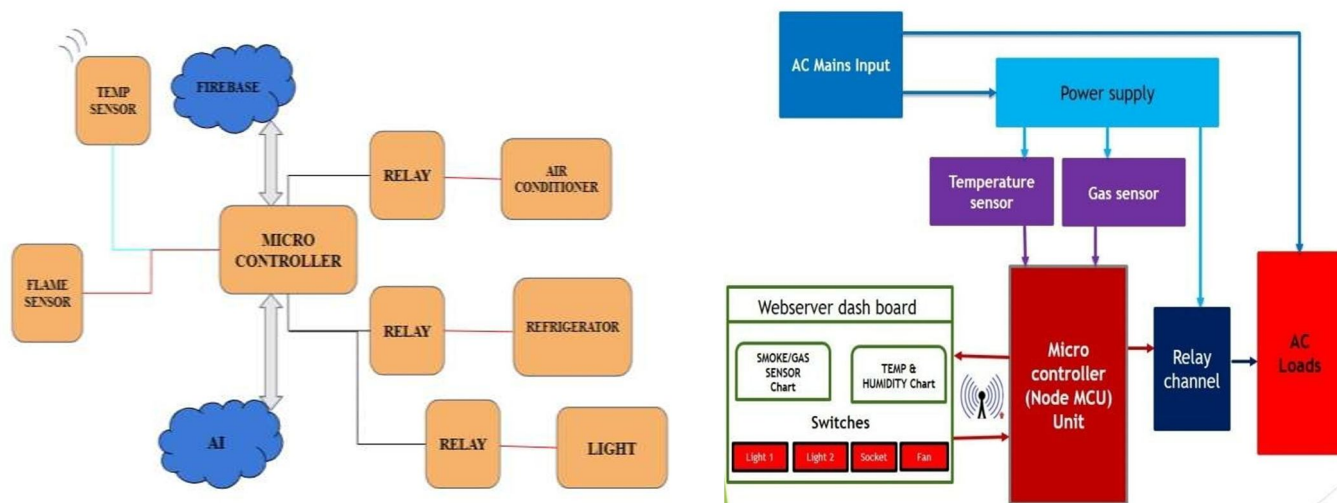 TEMP
SENSOR
FIREBASE
RELAY
AIR
CONDITIONER
MICRO
CONTROLLER
FLAME
SENSOR
RELAY
REFRIGERATOR
AI
RELAY
LIGHT
AC Mains Input
Power supply
Temperature
sensor
Gas sensor
Webserver dash board
SMOKE/GAS
SENSOR
Chart
TEMP &
HUMIDITY Chart
Switches
Light 1
Light 2
Socket
Fan
Micro
controller
(Node MCU)
Unit
Relay
channel
AC
Loads